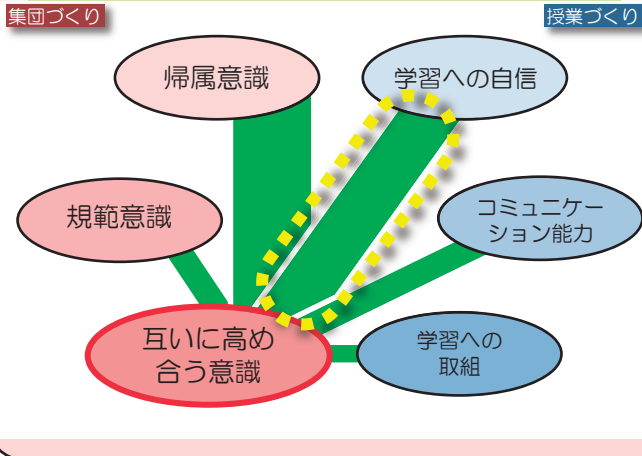 集団づくり
授業づくり
帰属意識
学習への自信
規範意識
コミュニケー
ション能力
互いに高め
合う意識
学習への
取組